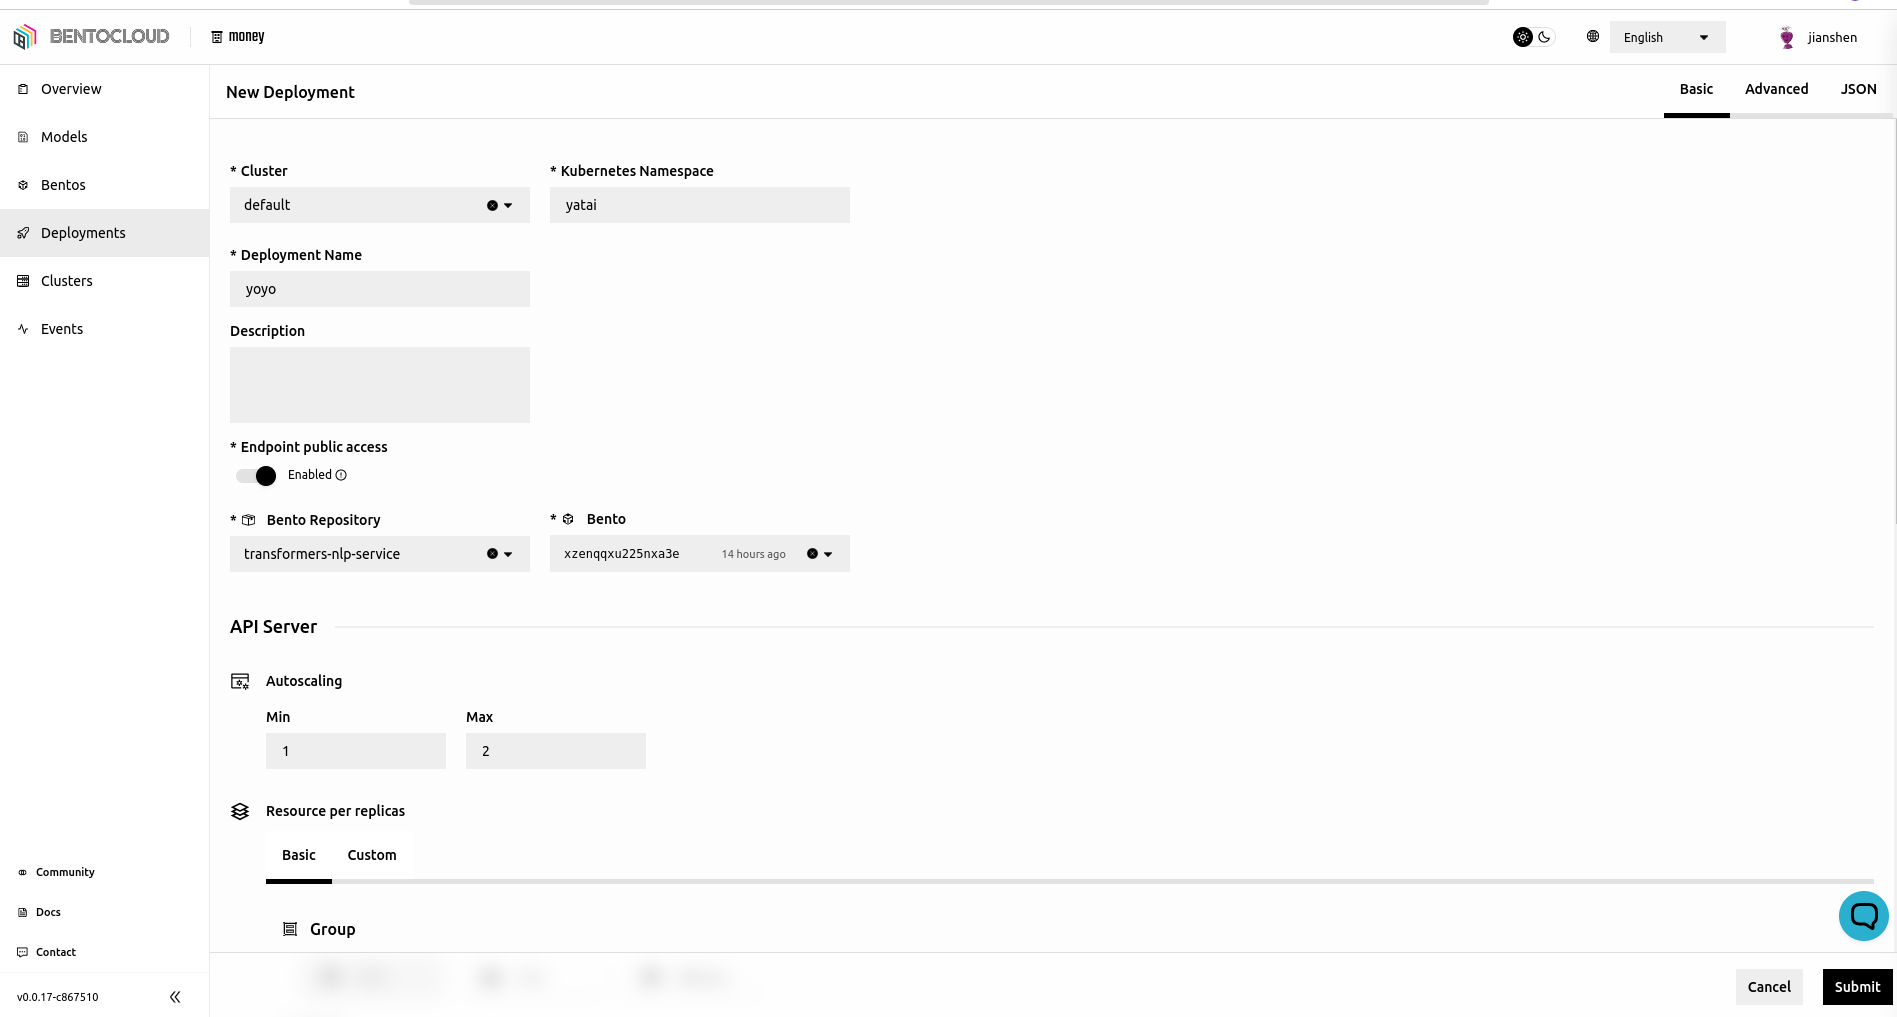 BENTOCLOUD
money
English
jianshen
Overview
Models
Bentos
Deployments
Clusters
Events
Community
Docs
Contact
v0.0.17-c867510
New Deployment
Basic
Advanced
JSON
* Cluster
default
* Kubernetes Namespace
yatai
* Deployment Name
yoyo
Description
* Endpoint public access
Enabled
* Bento Repository
transformers-nlp-service
* Bento
xzenqqxu225nxa3e 14 hours ago
API Server
Autoscaling
Min
1
Max
2
Resource per replicas
Basic
Custom
Group
Cancel
Submit